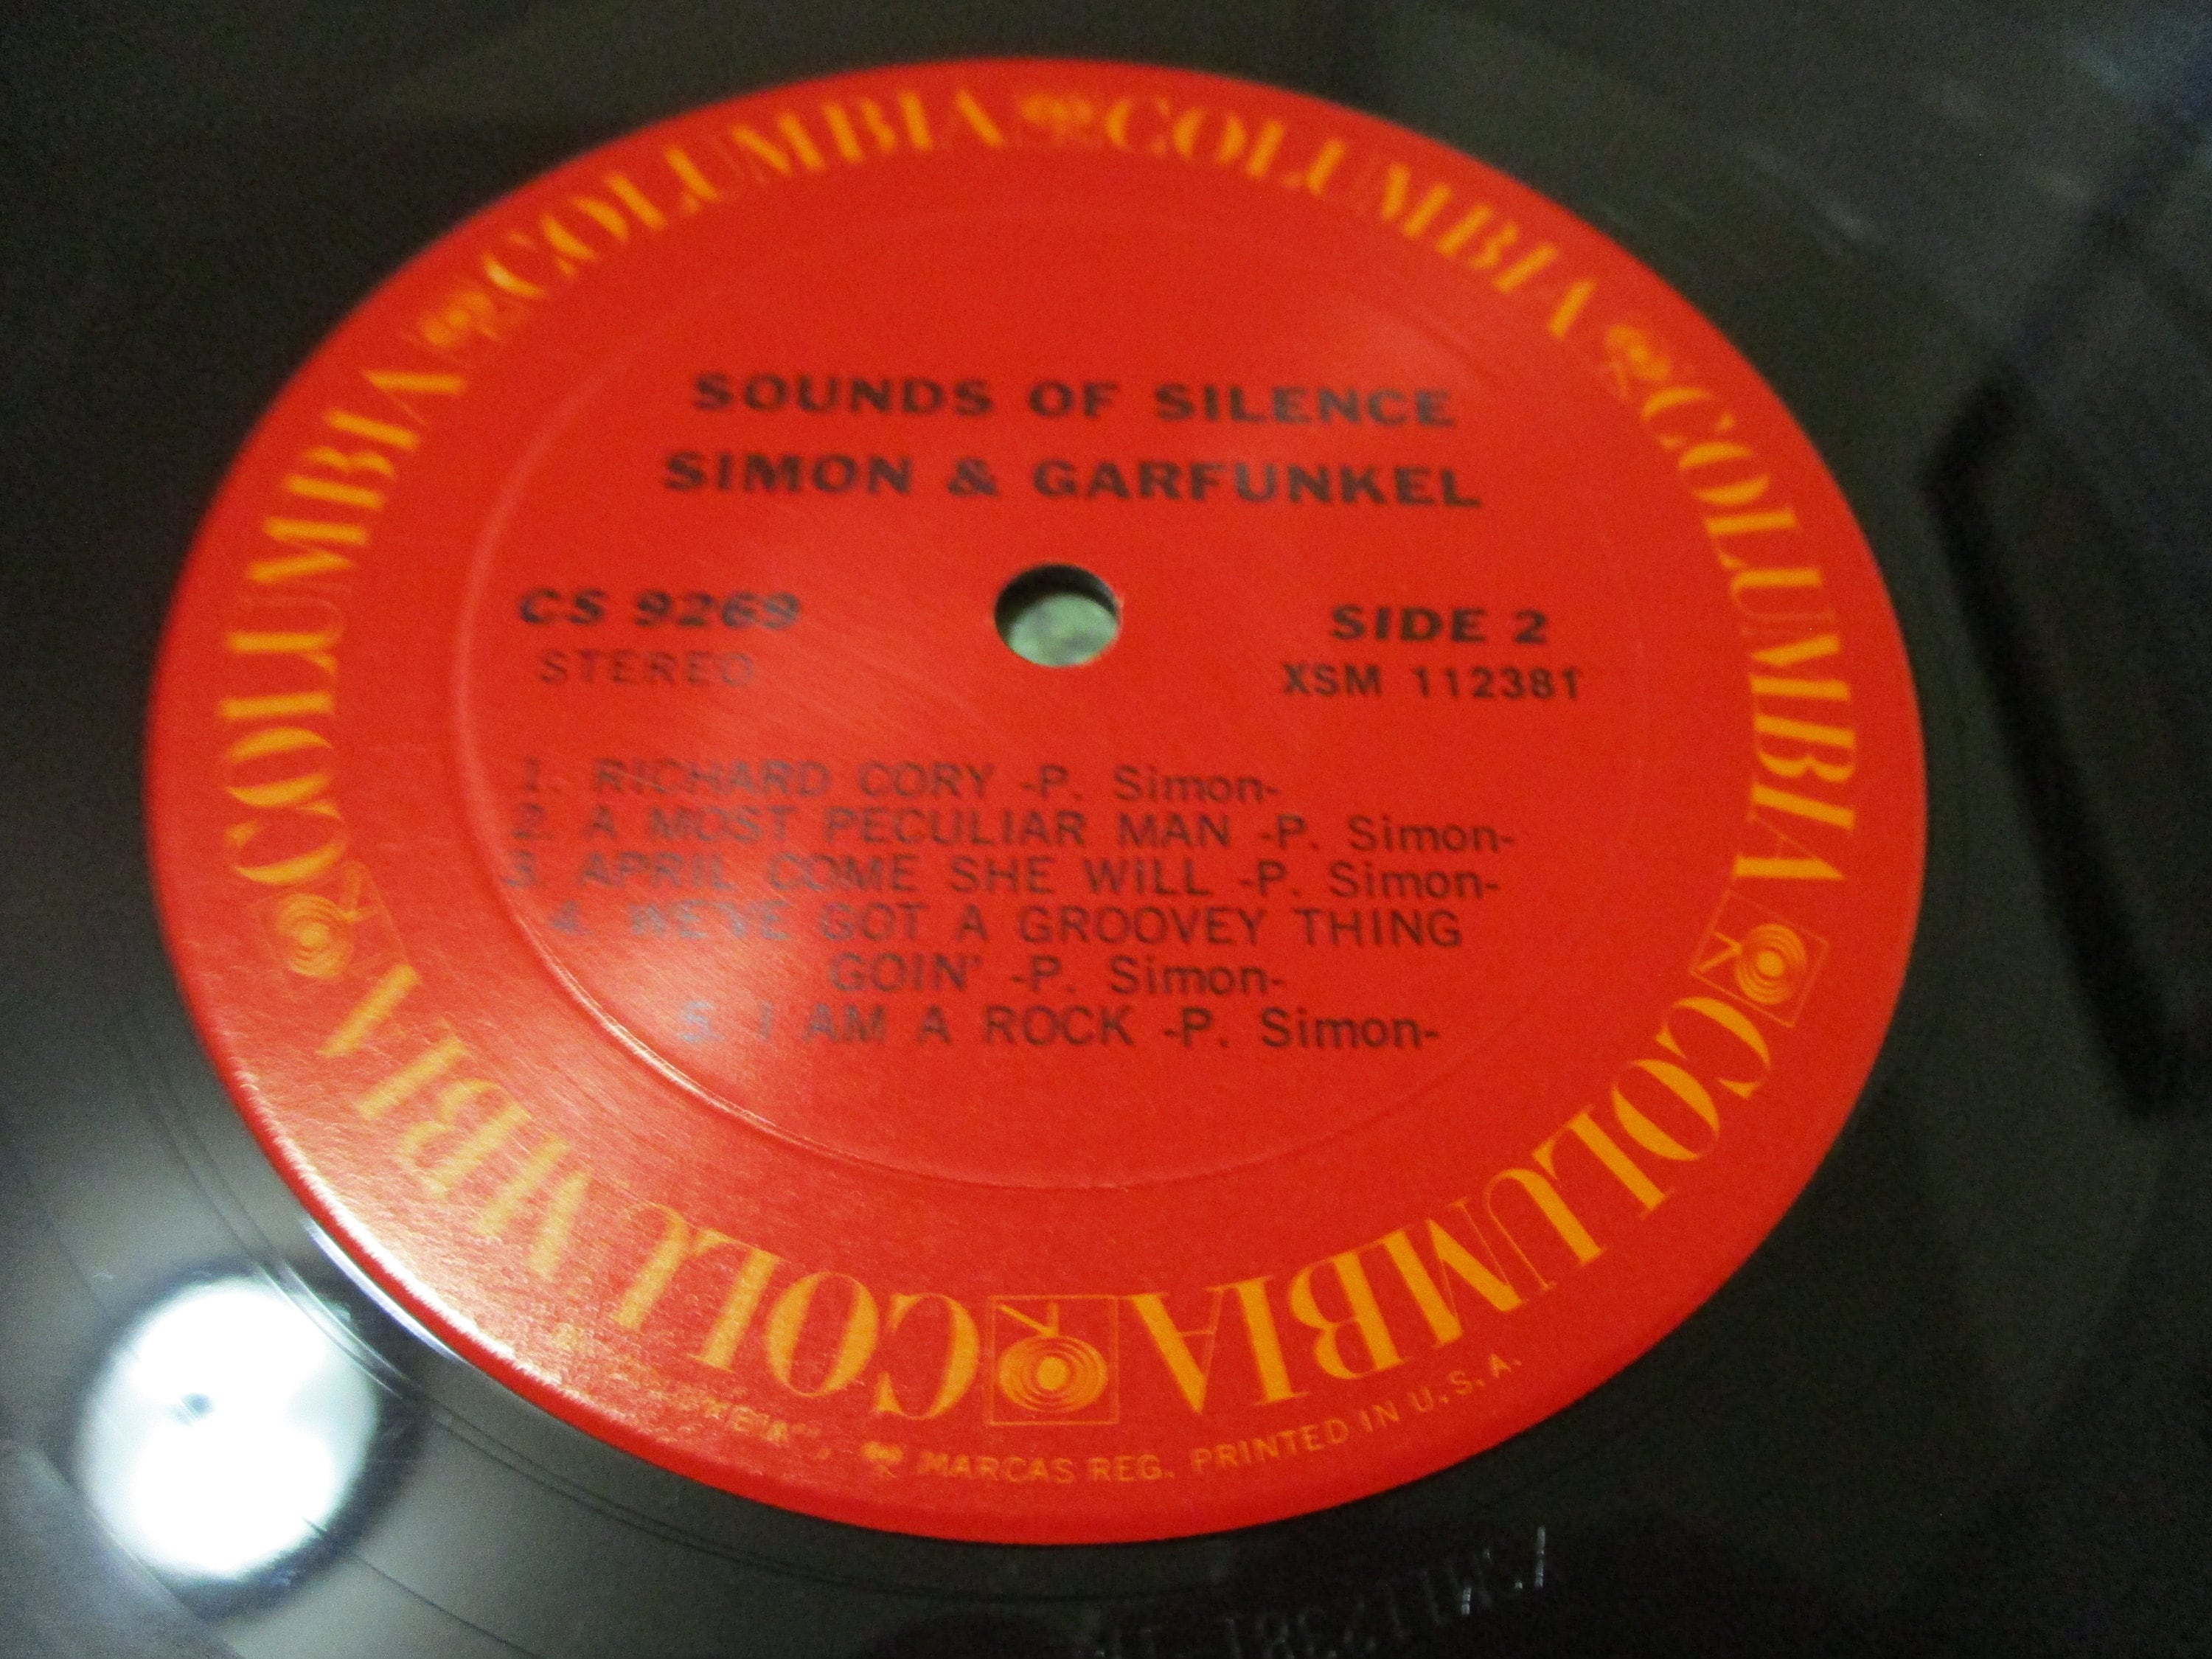 COLUMBIA COLUMBIA COLUMBIA COLUMBIA COLUMBIA COLUMBIA
SOUNDS OF SILENCE
SIMON & GARFUNKEL
CS 9269
STEREO
SIDE 2
XSM 112381
1. RICHARD CORY -P. Simon-
2. A MOST PECULIAR MAN -P. Simon-
3. APRIL COME SHE WILL -P. Simon-
4. WE'VE GOT A GROOVEY THING
GOIN' -P. Simon-
5. I AM A ROCK -P. Simon-
MARCAS REG. PRINTED IN U.S.A.